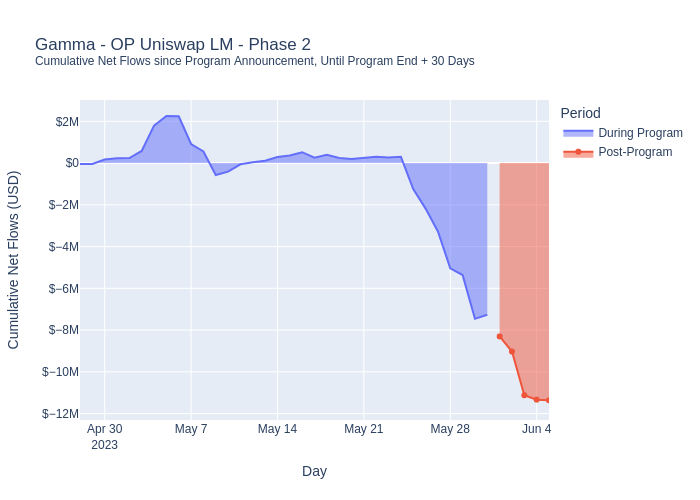 Gamma - OP Uniswap LM - Phase 2
Cumulative Net Flows since Program Announcement, Until Program End + 30 Days
Period
During Program
Post-Program
Cumulative Net Flows (USD)
$2M
$0
$−2M
$−4M
$−6M
$−8M
$−10M
$−12M
Apr 30
2023
May 7
May 14
May 21
May 28
Jun 4
Day